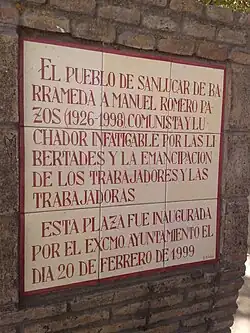 EL PUEBLO DE SANLUCAR DE BA
RRAMEDA A MANUEL ROMERO PA
ZOS (1926-1998) COMUNISTA Y LU
CHADOR INFATIGABLE POR LAS LI
BERTADES Y LA EMANCIPACION
DE LOS TRABAJADORES Y LAS
TRABAJADORAS
ESTA PLAZA FUE INAUGURADA
POR EL EXCMO AYUNTAMIENTO EL
DIA 20 DE FEBRERO DE 1999